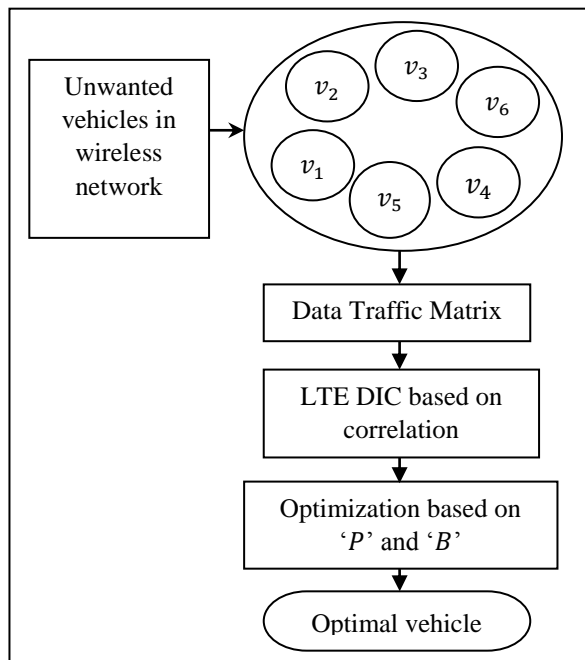 Unwanted
vehicles in
wireless
network
v₂
v₃
v₆
v₁
v₅
v₄
Data Traffic Matrix
LTE DIC based on
correlation
Optimization based on
‘P’ and ‘B’
Optimal vehicle